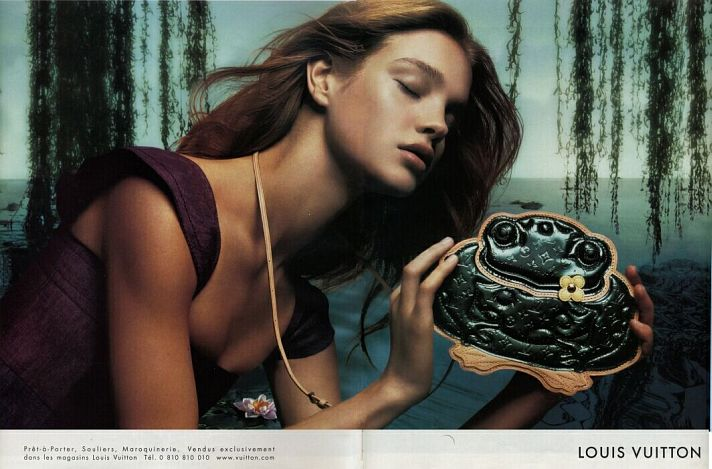 Prêt-à-Porter, Souliers, Maroquinerie. Vendus exclusivement
dans les magasins Louis Vuitton Tél. 0 810 810 010 www.vuitton.com
LOUIS VUITTON